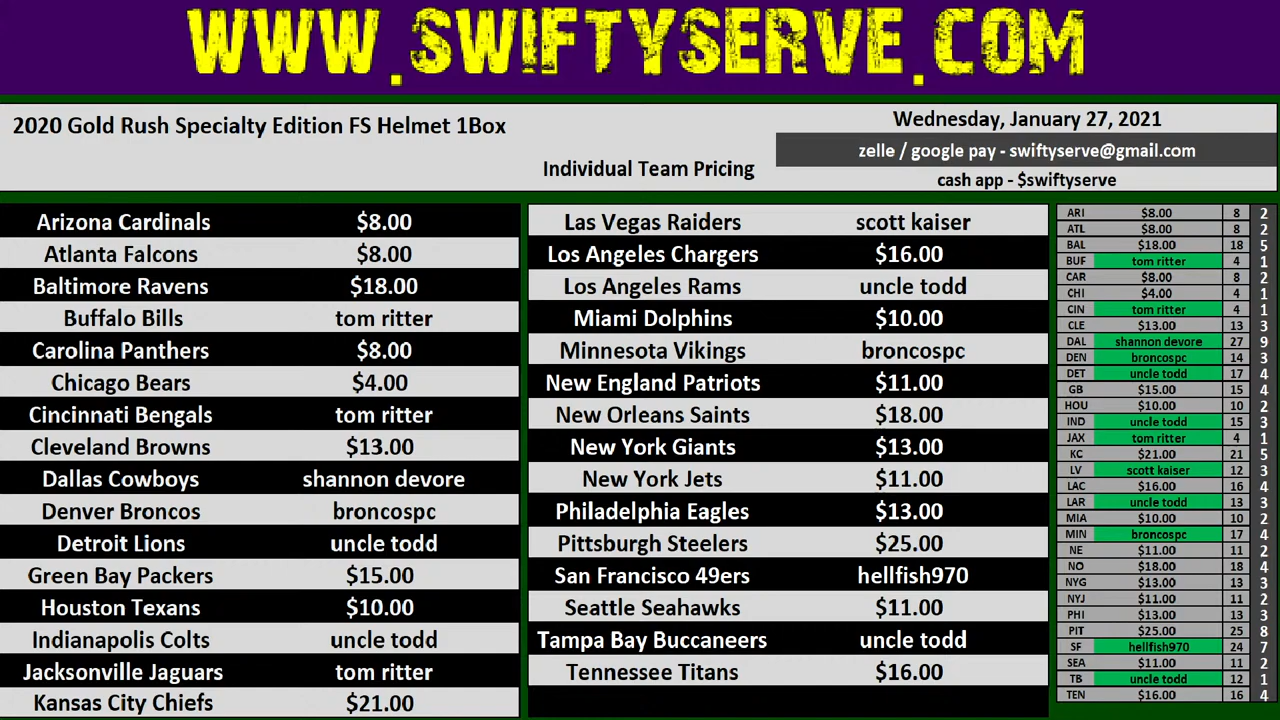 WWW.SWIFTYSERVE.COM
2020 Gold Rush Specialty Edition FS Helmet 1Box
Individual Team Pricing
Wednesday, January 27, 2021
zelle / google pay - swiftyserve@gmail.com
cash app - $swiftyserve
Arizona Cardinals $8.00
Atlanta Falcons $8.00
Baltimore Ravens $18.00
Buffalo Bills tom ritter
Carolina Panthers $8.00
Chicago Bears $4.00
Cincinnati Bengals tom ritter
Cleveland Browns $13.00
Dallas Cowboys shannon devore
Denver Broncos broncospc
Detroit Lions uncle todd
Green Bay Packers $15.00
Houston Texans $10.00
Indianapolis Colts uncle todd
Jacksonville Jaguars tom ritter
Kansas City Chiefs $21.00
Las Vegas Raiders scott kaiser
Los Angeles Chargers $16.00
Los Angeles Rams uncle todd
Miami Dolphins $10.00
Minnesota Vikings broncospc
New England Patriots $11.00
New Orleans Saints $18.00
New York Giants $13.00
New York Jets $11.00
Philadelphia Eagles $13.00
Pittsburgh Steelers $25.00
San Francisco 49ers hellfish970
Seattle Seahawks $11.00
Tampa Bay Buccaneers uncle todd
Tennessee Titans $16.00
ARI $8.00 8 2
ATL $8.00 8 2
BAL $18.00 18 5
BUF tom ritter 4 1
CAR $8.00 8 2
CHI $4.00 4 1
CIN tom ritter 4 1
CLE $13.00 13 3
DAL shannon devore 27 9
DEN broncospc 14 3
DET uncle todd 17 4
GB $15.00 15 4
HOU $10.00 10 2
IND uncle todd 15 3
JAX tom ritter 4 1
KC $21.00 21 5
LV scott kaiser 12 3
LAC $16.00 16 4
LAR uncle todd 13 3
MIA $10.00 10 2
MIN broncospc 17 4
NE $11.00 11 2
NO $18.00 18 4
NYG $13.00 13 3
NYJ $11.00 11 2
PHI $13.00 13 3
PIT $25.00 25 8
SF hellfish970 24 7
SEA $11.00 11 2
TB uncle todd 12 1
TEN $16.00 16 4